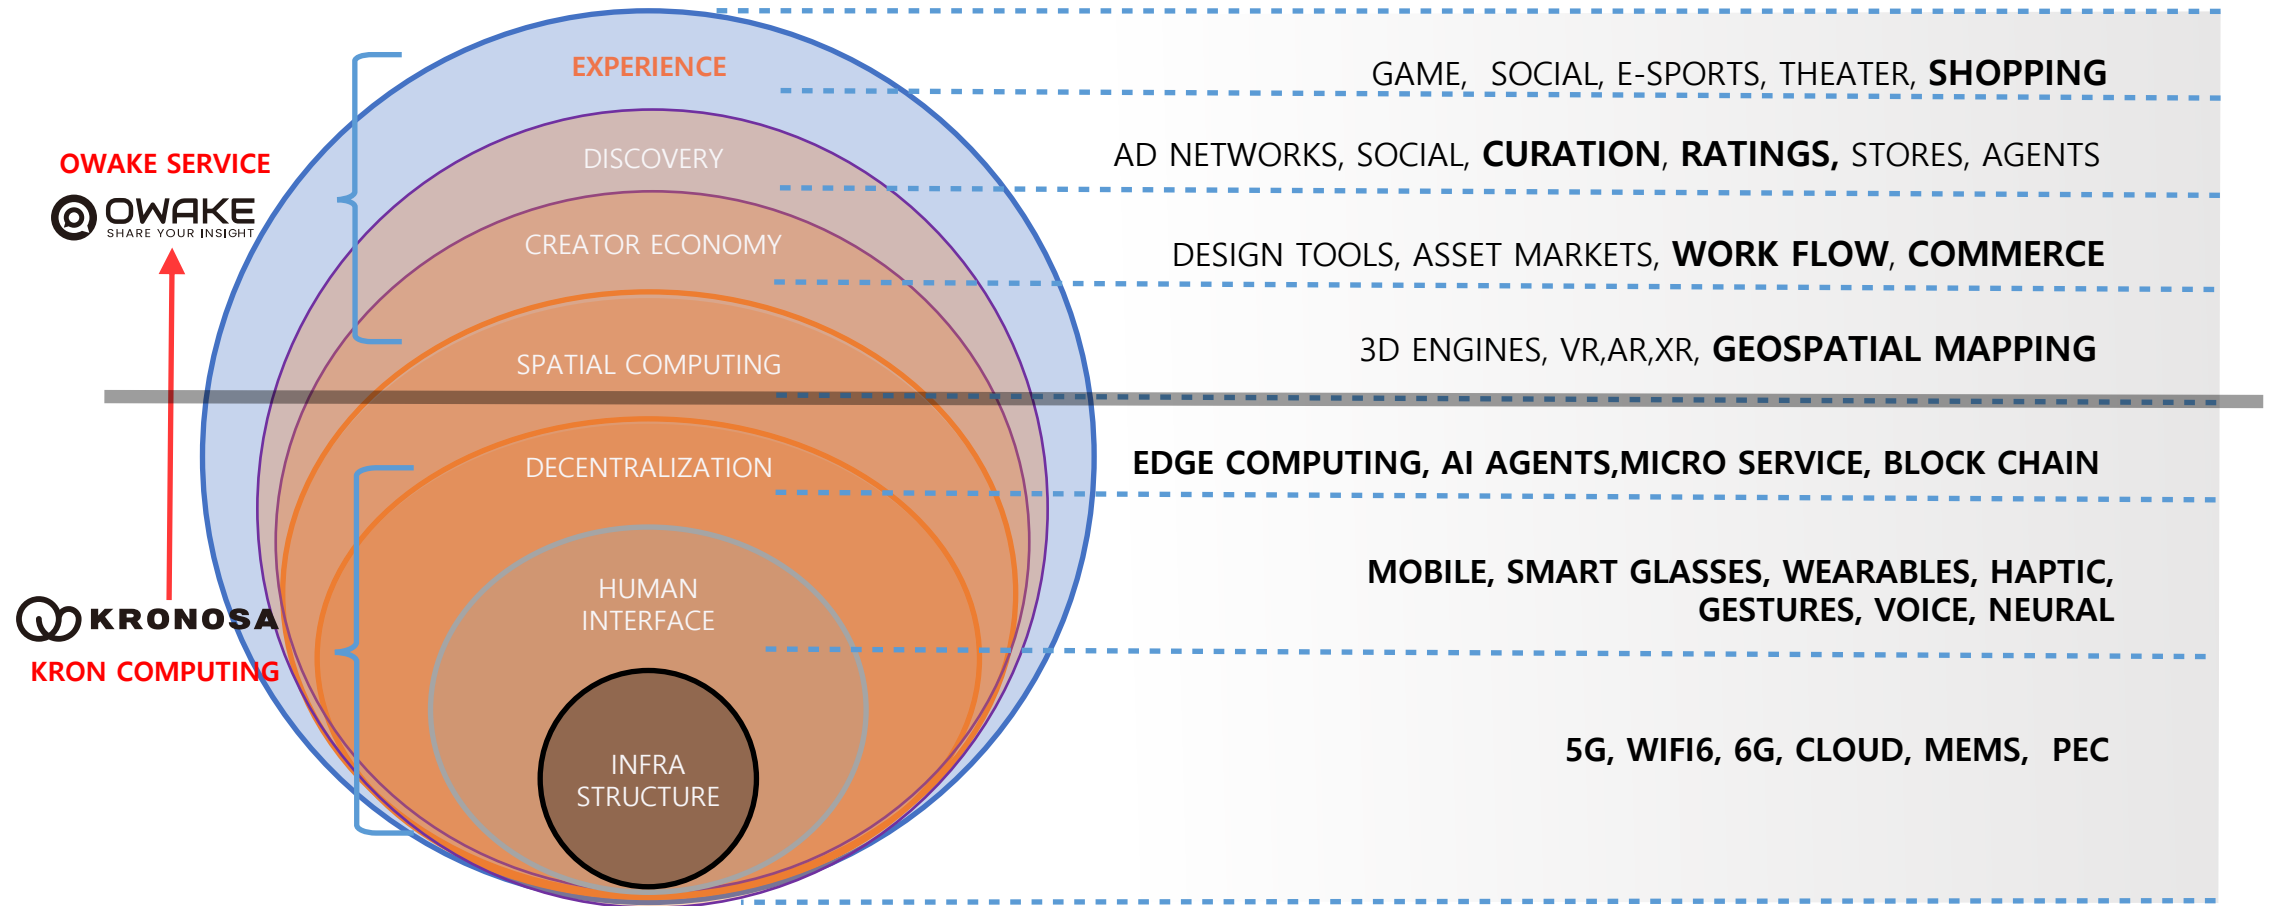 EXPERIENCE
GAME, SOCIAL, E-SPORTS, THEATER, SHOPPING
DISCOVERY
AD NETWORKS, SOCIAL, CURATION, RATINGS, STORES, AGENTS
OWAKE SERVICE
OWAKE
SHARE YOUR INSIGHT
CREATOR ECONOMY
DESIGN TOOLS, ASSET MARKETS, WORK FLOW, COMMERCE
SPATIAL COMPUTING
3D ENGINES, VR,AR,XR, GEOSPATIAL MAPPING
DECENTRALIZATION
EDGE COMPUTING, AI AGENTS,MICRO SERVICE, BLOCK CHAIN
HUMAN
INTERFACE
MOBILE, SMART GLASSES, WEARABLES, HAPTIC,
GESTURES, VOICE, NEURAL
KRONOSA
KRON COMPUTING
INFRA
STRUCTURE
5G, WIFI6, 6G, CLOUD, MEMS, PEC